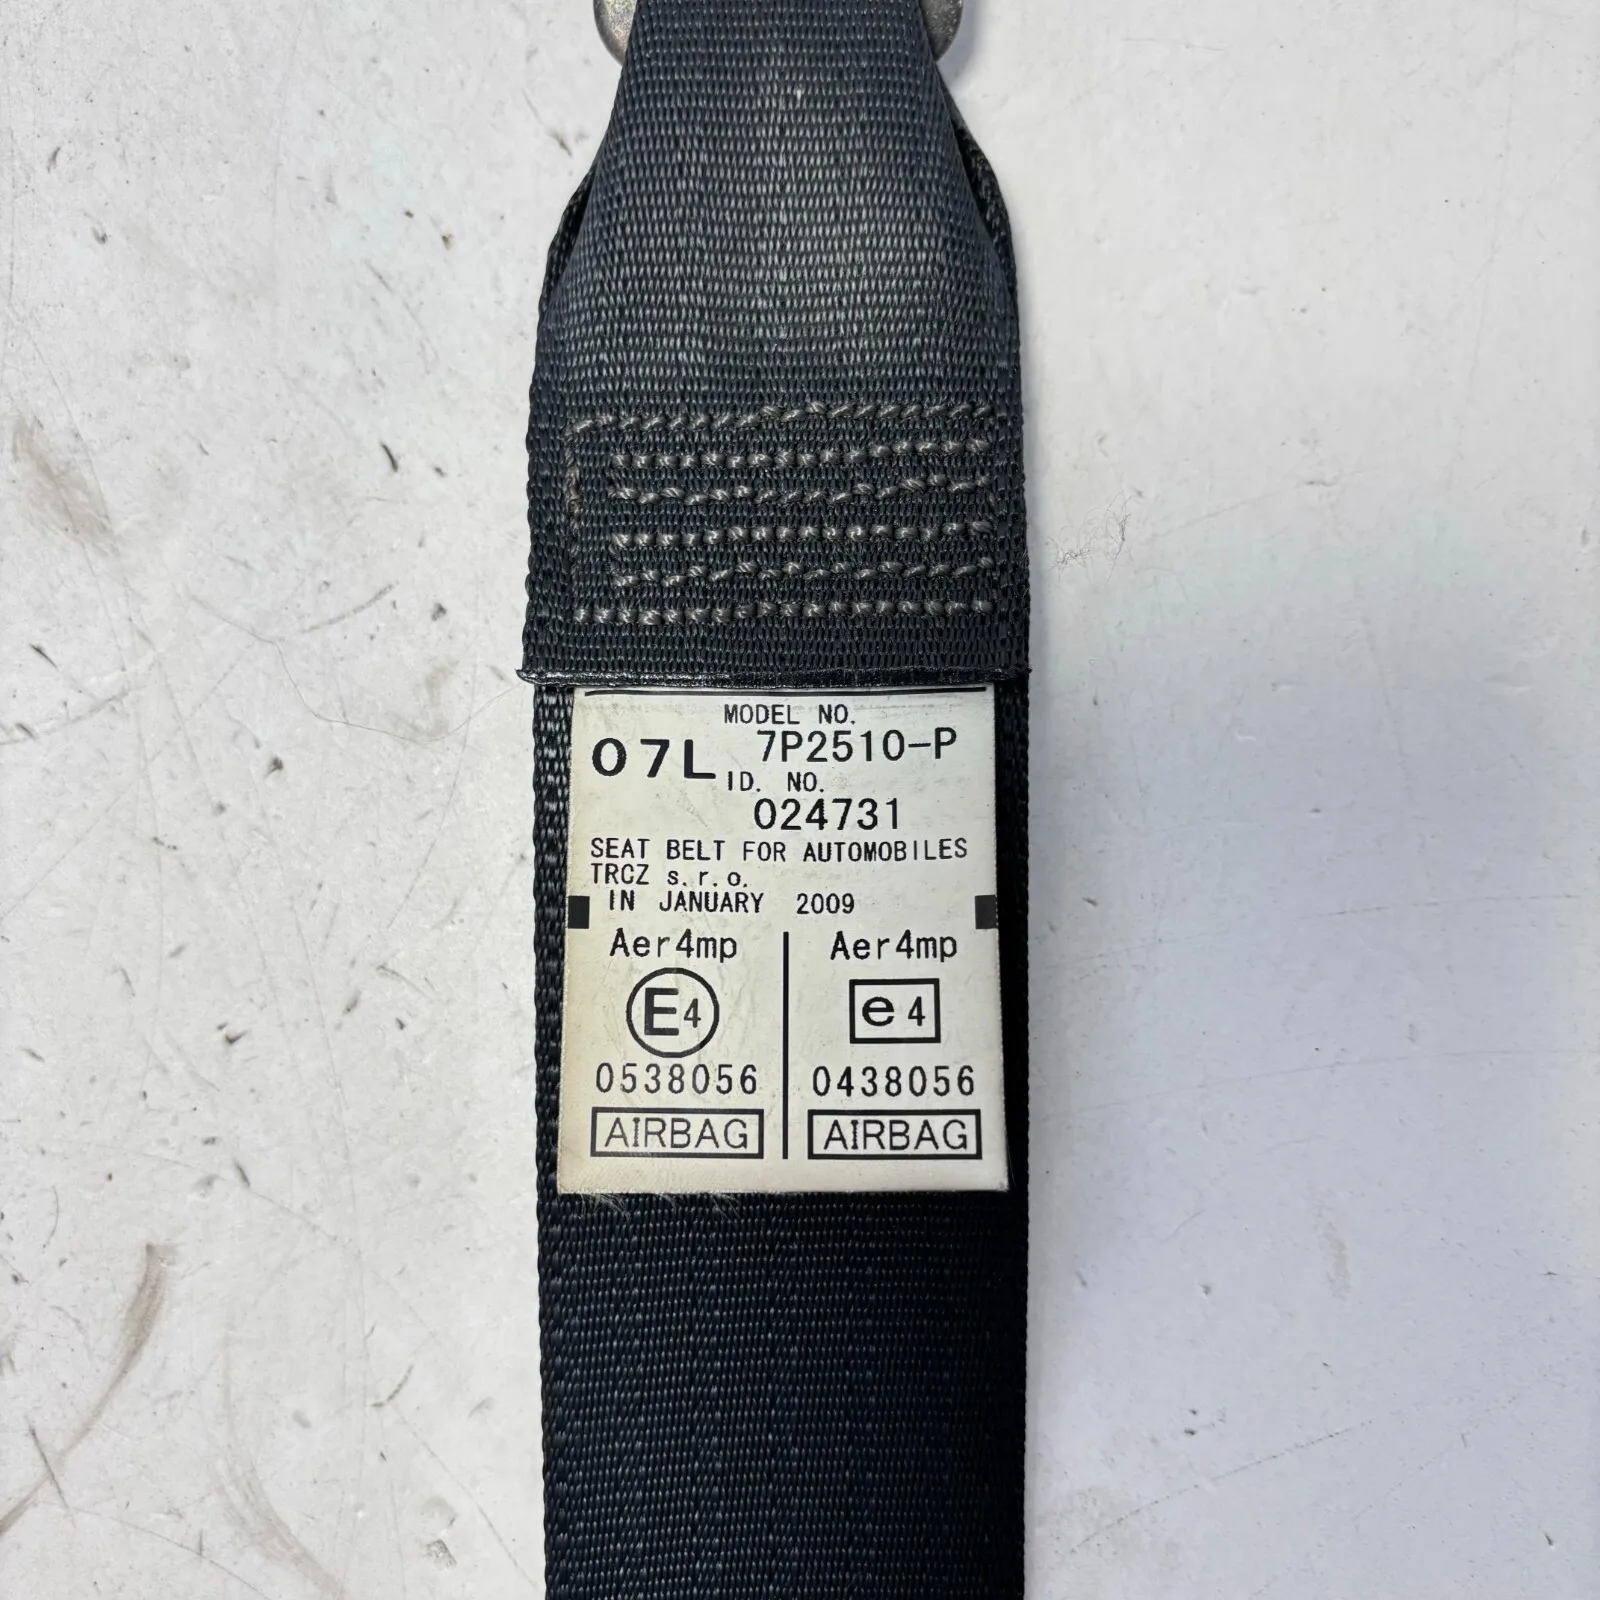 MODEL NO.
07L 7P2510-P
ID. NO.
024731
SEAT BELT FOR AUTOMOBILES
TRCZ s.r.o.
IN JANUARY 2009
Aer4mp Aer4mp
E4 e4
0538056 0438056
AIRBAG AIRBAG